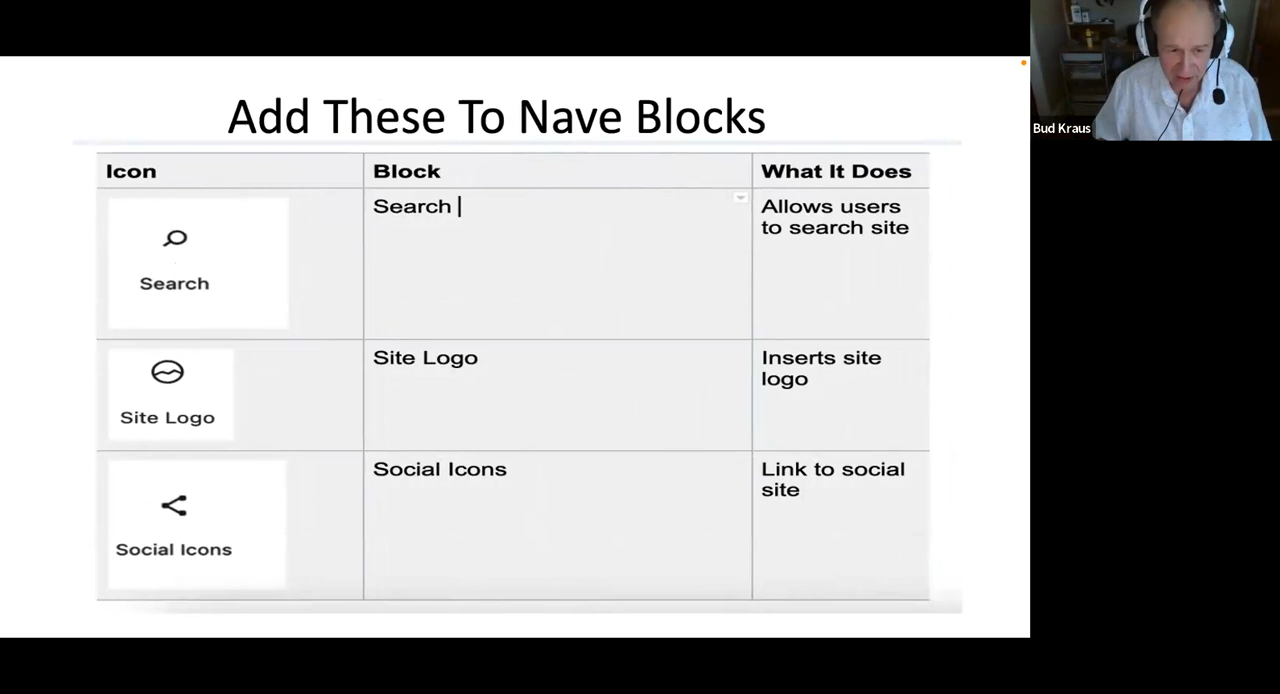 Add These To Nave Blocks
Icon Block What It Does
Search
Search
Allows users
to search site
Site Logo
Site Logo
Inserts site
logo
Social Icons
Social Icons
Link to social
site
Bud Kraus